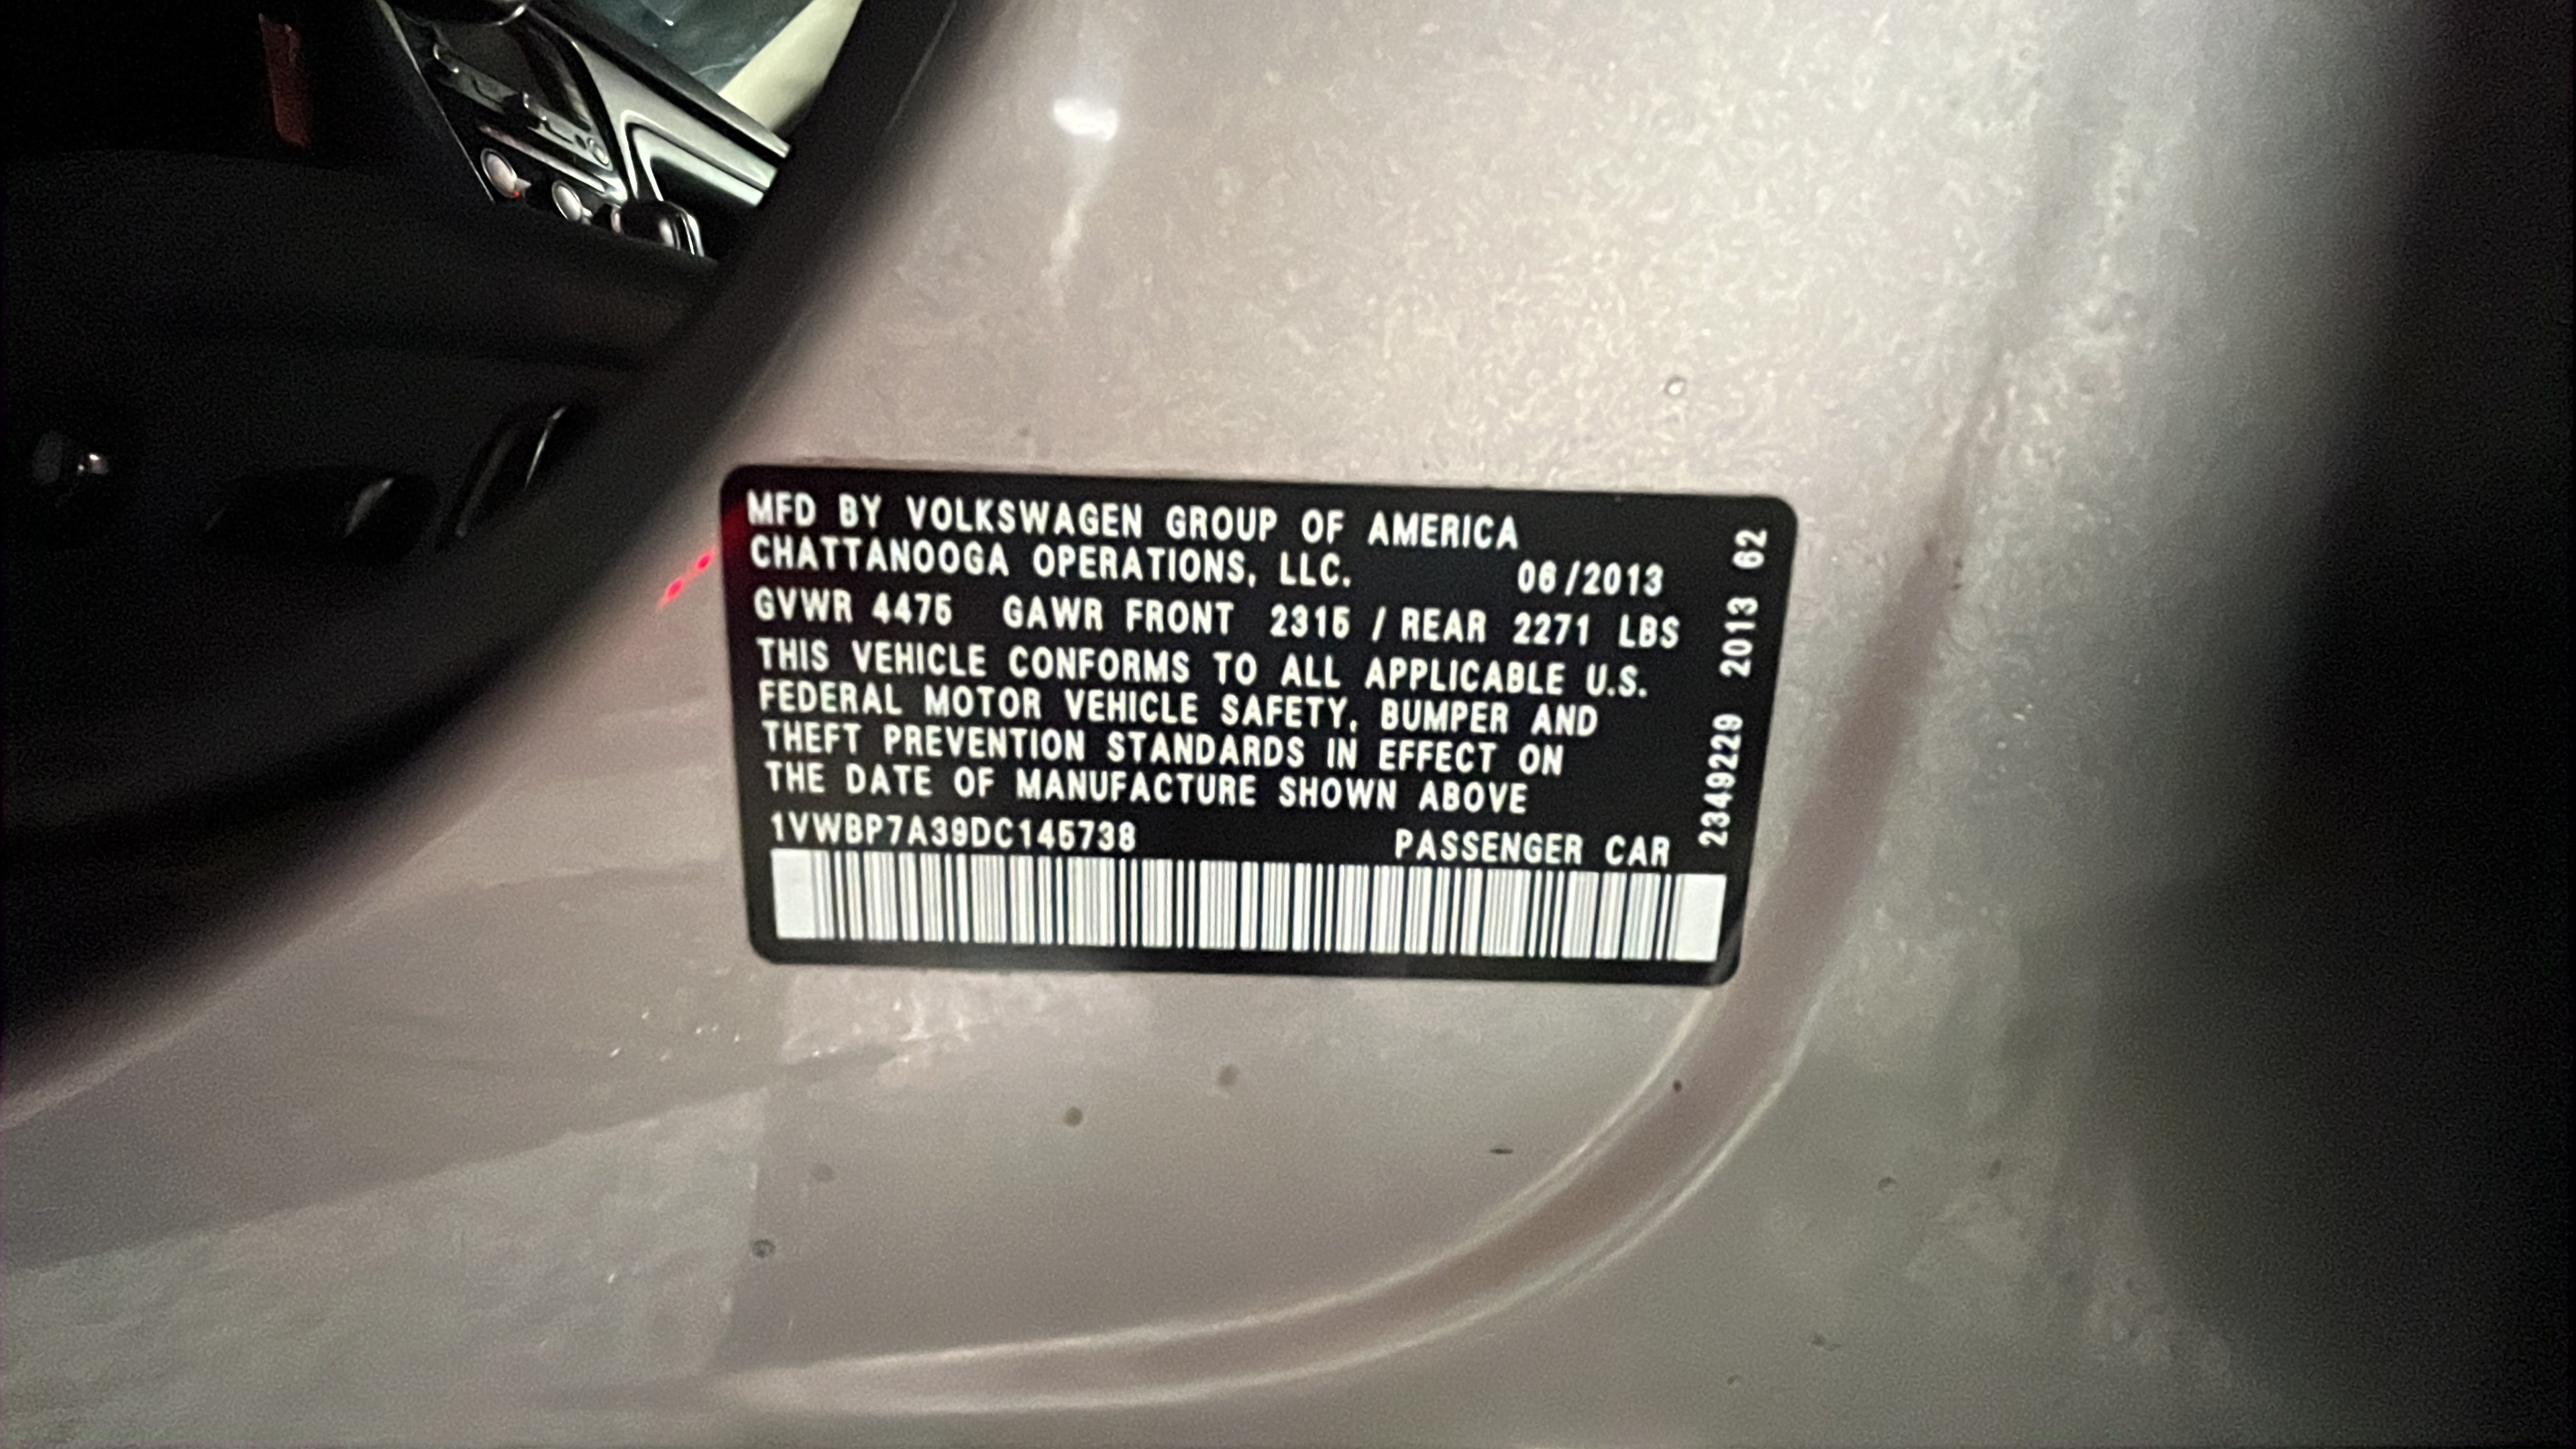 MFD BY VOLKSWAGEN GROUP OF AMERICA
CHATTANOOGA OPERATIONS, LLC. 06/2013
GVWR 4475 GAWR FRONT 2315 / REAR 2271 LBS
THIS VEHICLE CONFORMS TO ALL APPLICABLE U.S.
FEDERAL MOTOR VEHICLE SAFETY, BUMPER AND
THEFT PREVENTION STANDARDS IN EFFECT ON
THE DATE OF MANUFACTURE SHOWN ABOVE
1VWBP7A39DC145738 PASSENGER CAR
2349229 2013 62